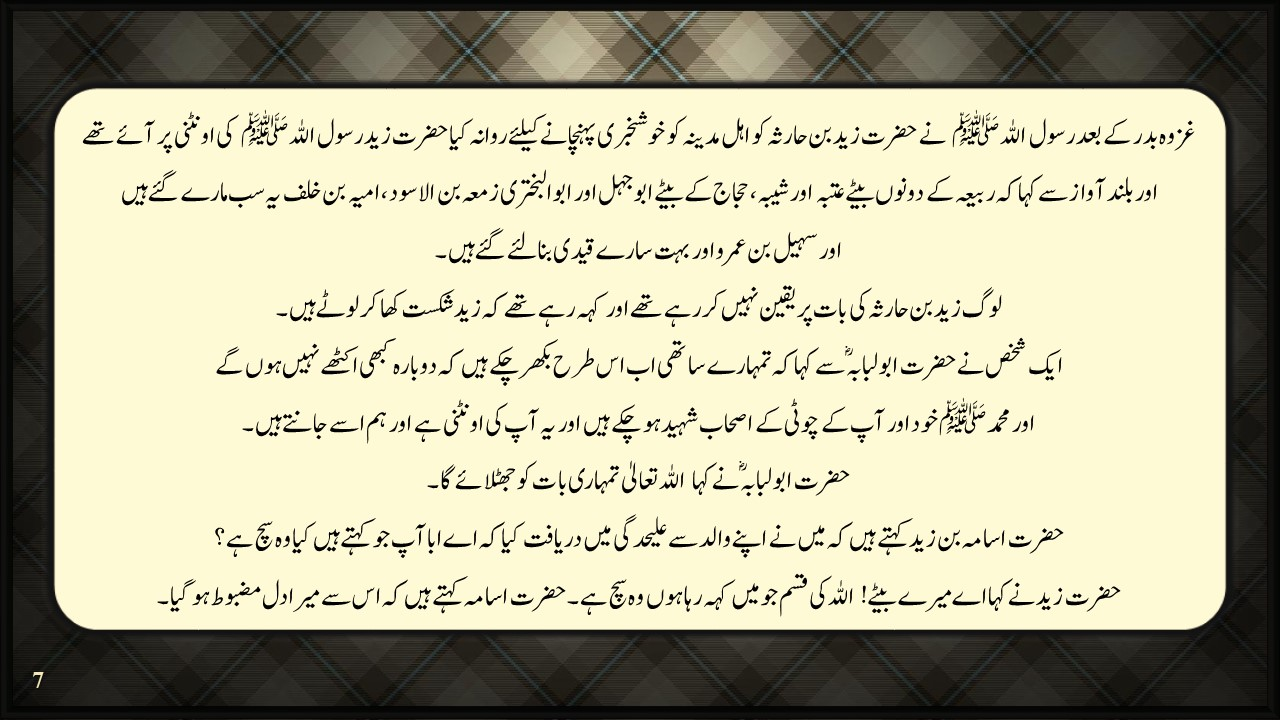 غزوہ بدر کے بعد رسول اللہ ﷺ نے حضرت زید بن حارثہ کو اہل مدینہ کو خوشخبری پہنچانے کیلئے روانہ کیا حضرت زید رسول اللہ ﷺ کی اونٹنی پر آئے تھے
اور بلند آواز سے کہا کہ ربیعہ کے دونوں بیٹے عتبہ اور شیبہ، حجاج کے بیٹے ابو جہل اور ابو البختری زمعہ بن الاسود، امیہ بن خلف یہ سب مارے گئے ہیں
اور سہیل بن عمرو اور بہت سارے قیدی بنا لئے گئے ہیں۔
لوگ زید بن حارثہ کی بات پر یقین نہیں کر رہے تھے اور کہہ رہے تھے کہ زید شکست کھا کر لوٹے ہیں۔
ایک شخص نے حضرت ابولبابہؓ سے کہا کہ تمہارے ساتھی اب اس طرح بکھر چکے ہیں کہ دوبارہ کبھی اکٹھے نہیں ہوں گے
اور محمد ﷺ خود اور آپ کے چوٹی کے اصحاب شہید ہو چکے ہیں اور یہ آپ کی اونٹنی ہے اور ہم اسے جانتے ہیں۔
حضرت ابولبابہؓ نے کہا اللہ تعالیٰ تمہاری بات کو جھٹلائے گا۔
حضرت اسامہ بن زید کہتے ہیں کہ میں نے اپنے والد سے علیحدگی میں دریافت کیا کہ اے ابا آپ جو کہتے ہیں کیا وہ سچ ہے؟
حضرت زید نے کہا اے میرے بیٹے! اللہ کی قسم جو میں کہہ رہا ہوں وہ سچ ہے۔ حضرت اسامہ کہتے ہیں کہ اس سے میرا دل مضبوط ہو گیا۔
7